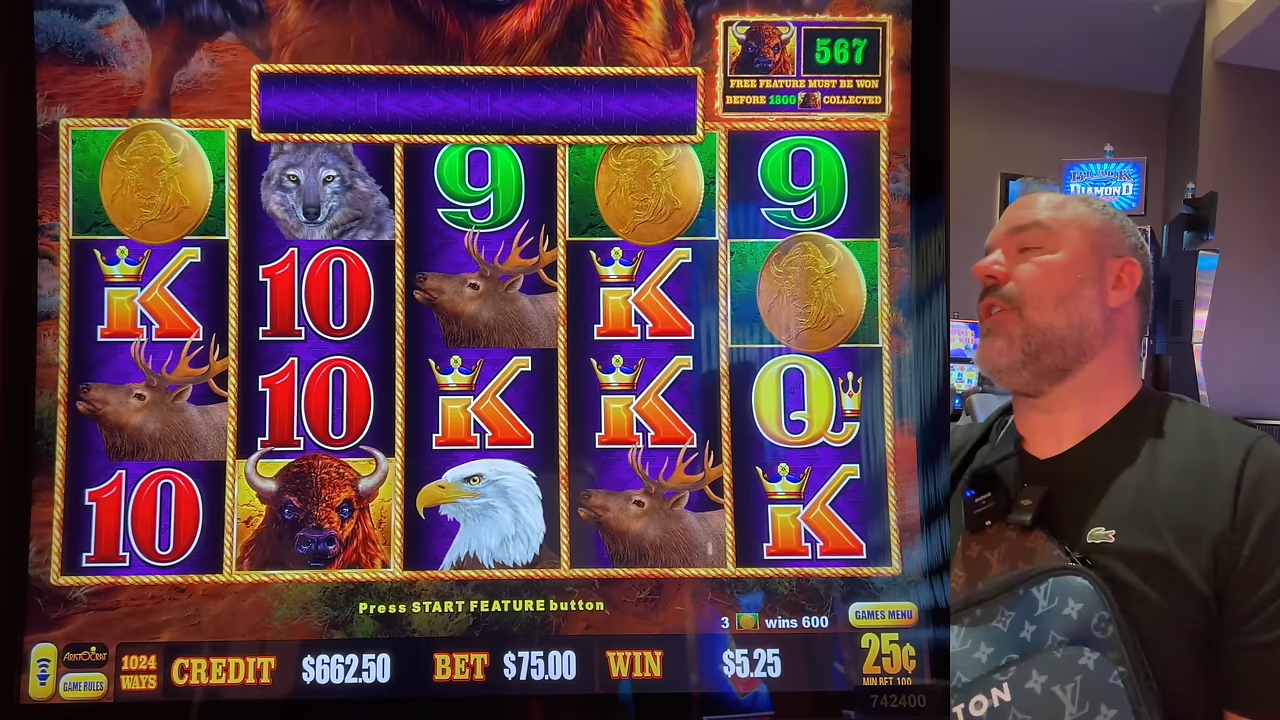 567
FREE FEATURE MUST BE WON
BEFORE 1800 COLLECTED
9 9
K 10 K
10 K K Q
10 K
Press START FEATURE button
3 wins 600
GAMES MENU
ARISTOCRAT
GAME RULES
1024 WAYS
CREDIT $662.50 BET $75.00 WIN $5.25
25¢
MIN BET 100
742400
BLACK
DIAMOND
TON